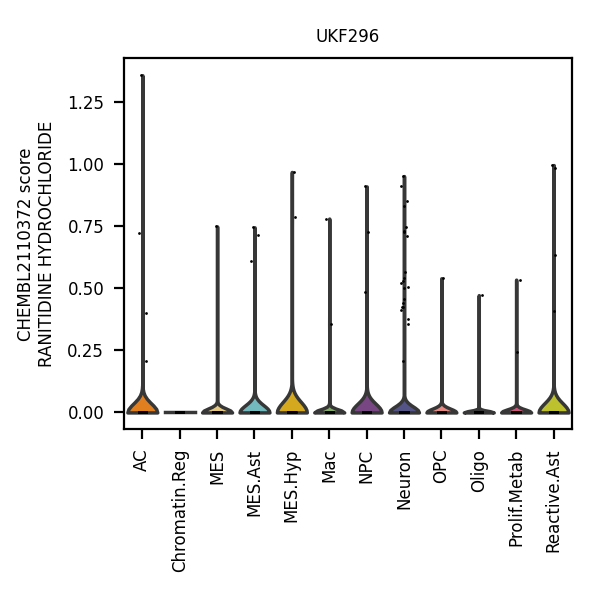 UKF296
CHEMBL2110372 score
RANITIDINE HYDROCHLORIDE
1.25
1.00
0.75
0.50
0.25
0.00
AC
Chromatin.Reg
MES
MES.Ast
MES.Hyp
Mac
NPC
Neuron
OPC
Oligo
Prolif.Metab
Reactive.Ast